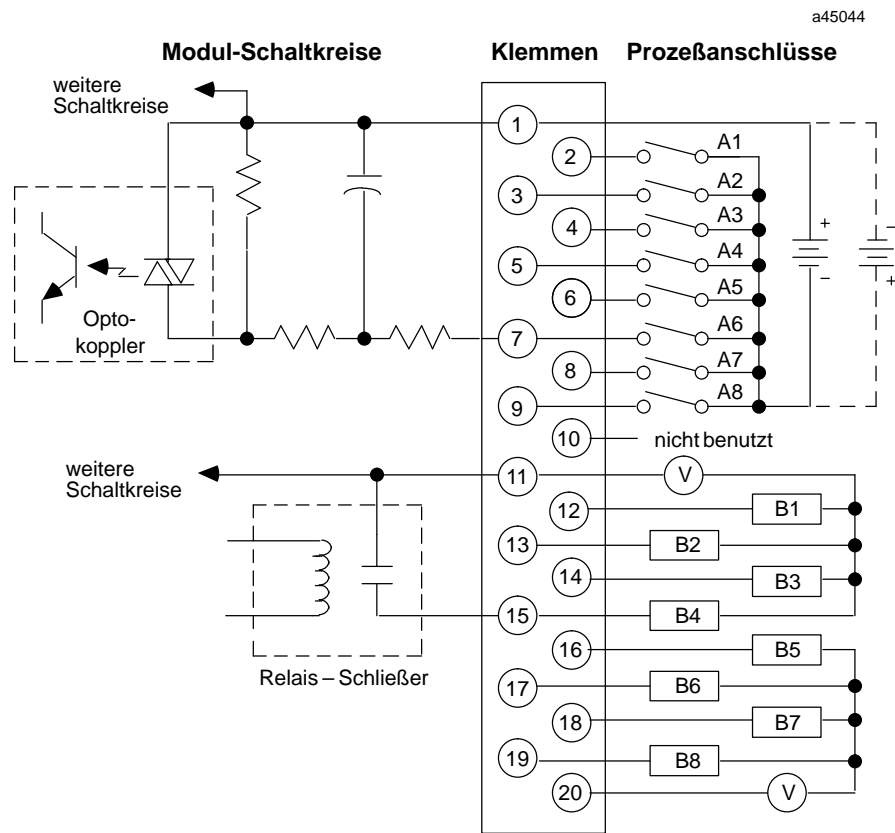 a45044
Modul-Schaltkreise Klemmen Prozeßanschlüsse
weitere
Schaltkreise
1
2 A1
3 A2
4 A3
+ –
5 A4
– +
6 A5
Opto-
koppler
7 A6
8 A7
9 A8
10 nicht benutzt
weitere
Schaltkreise
11 V
12 B1
13 B2
14 B3
15 B4
16 B5
Relais – Schließer
17 B6
18 B7
19 B8
20 V